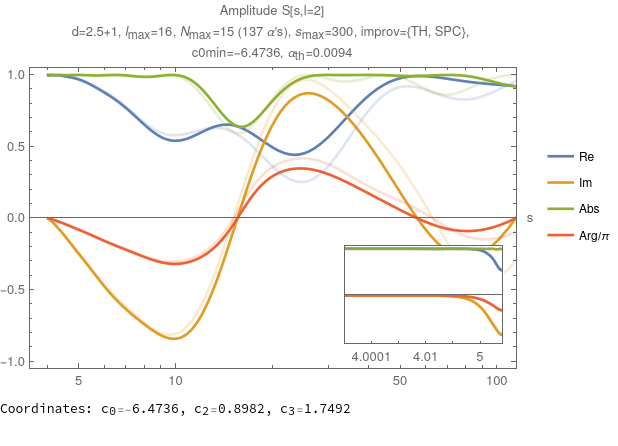 Amplitude S[s,l=2]
d=2.5+1, lmax=16, Nmax=15 (137 α's), smax=300, improv={TH, SPC},
c0min=−6.4736, αth=0.0094
1.0
0.5
0.0
−0.5
−1.0
s
5
10
50
100
4.0001
4.01
5
Re
Im
Abs
Arg/π
Coordinates: c0=−6.4736, c2=0.8982, c3=1.7492